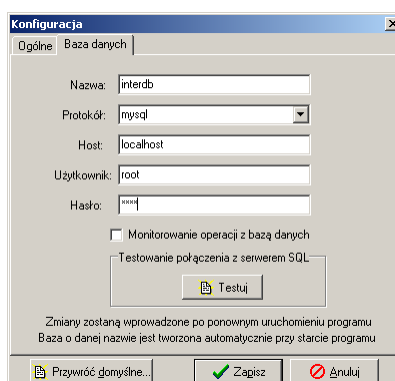 Konfiguracja
Ogólne Baza danych
Nazwa: interdb
Protokół: mysql
Host: localhost
Użytkownik: root
Hasło: ****
Monitorowanie operacji z bazą danych
Testowanie połączenia z serwerem SQL
Testuj
Zmiany zostaną wprowadzone po ponownym uruchomieniu programu
Baza o danej nazwie jest tworzona automatycznie przy starcie programu
Przywróć domyślne... Zapisz Anuluj